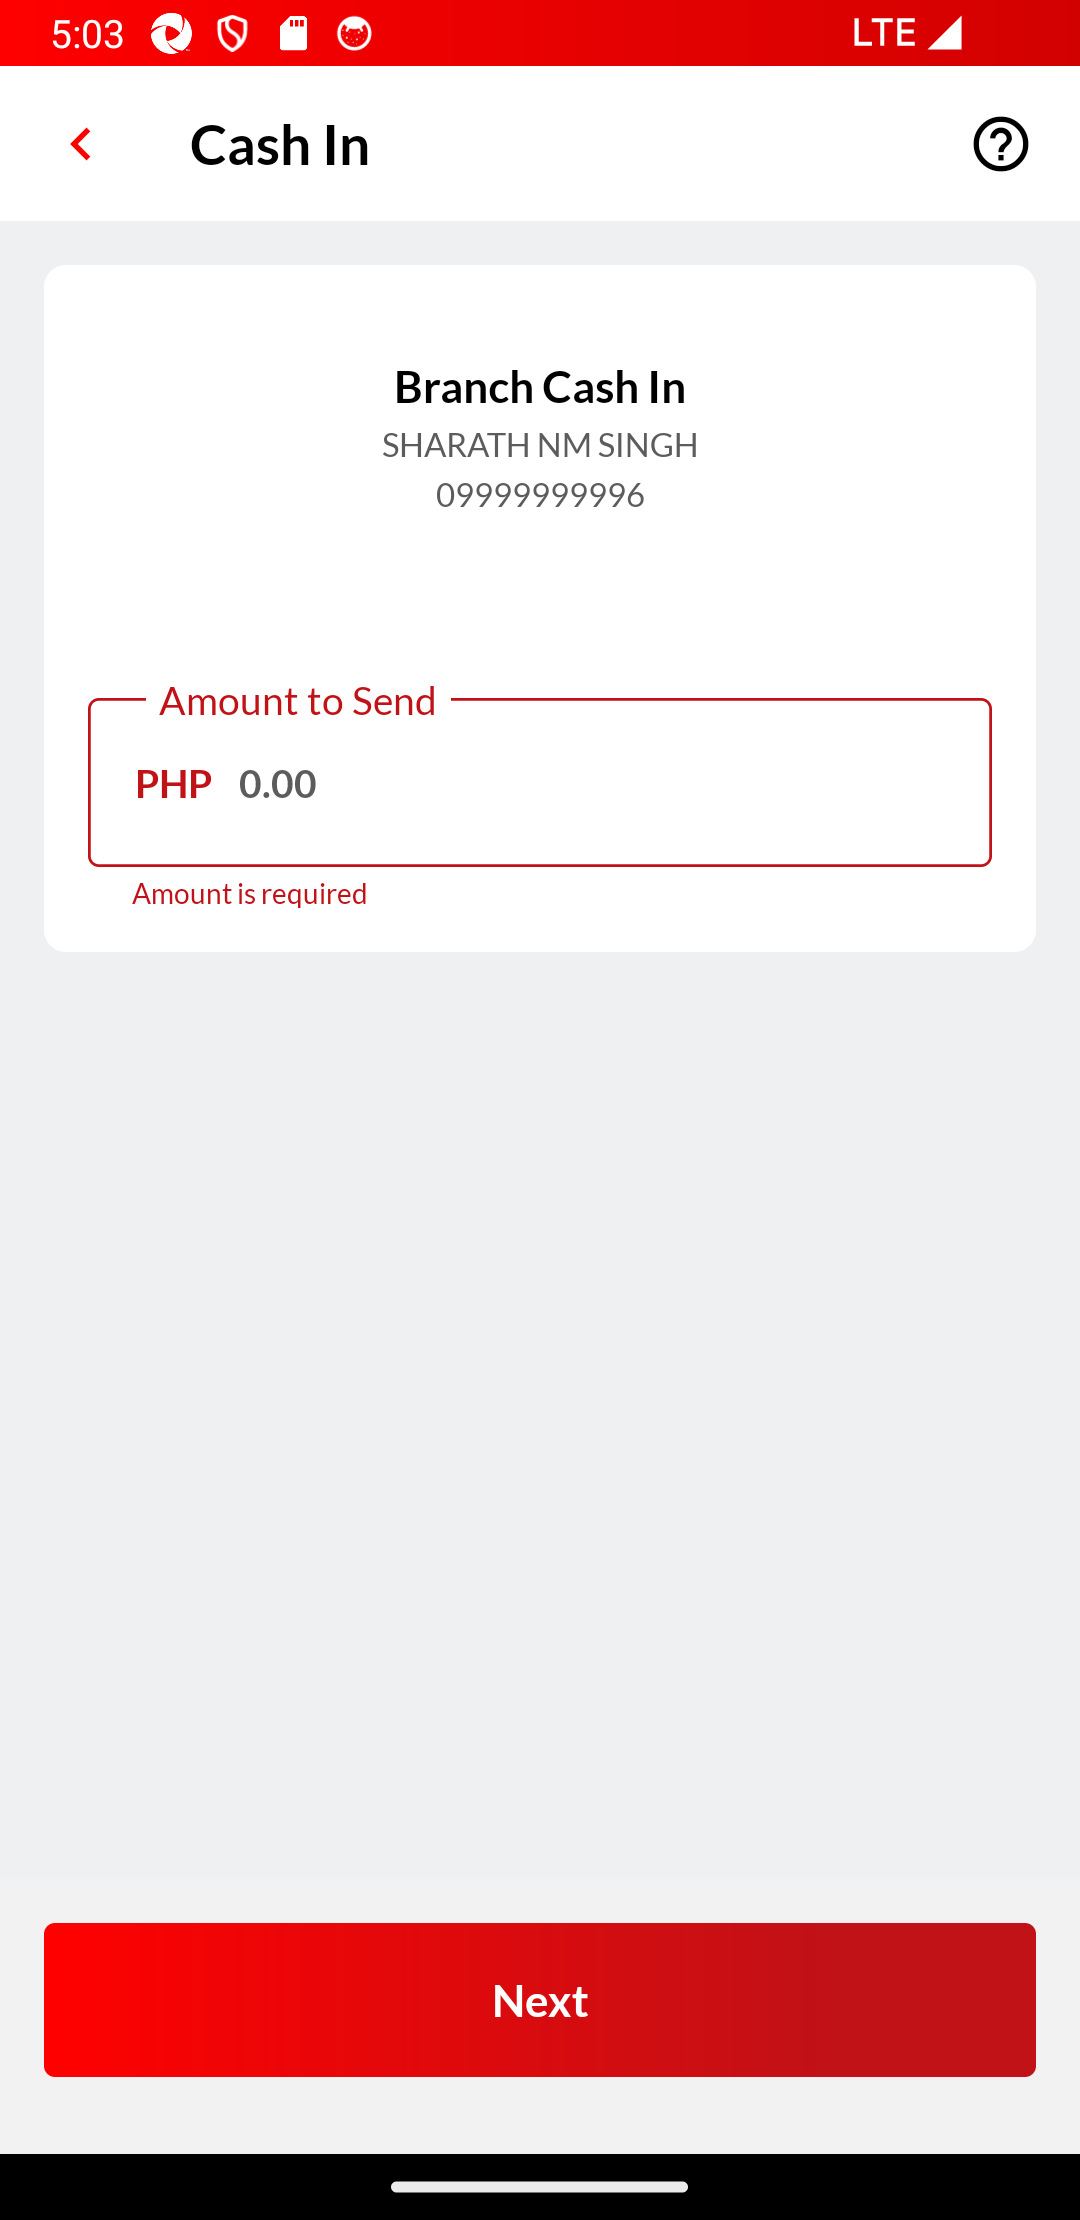 5:03 LTE
Cash In
Branch Cash In
SHARATH NM SINGH
09999999996
Amount to Send
PHP 0.00
Amount is required
Next